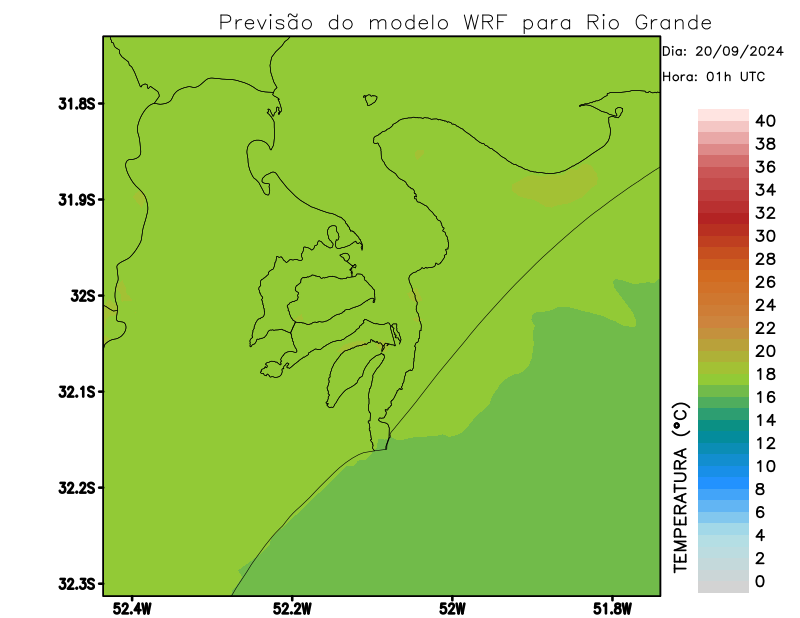 Previsão do modelo WRF para Rio Grande
Dia: 20/09/2024
Hora: 01h UTC
31.8S
31.9S
32S
32.1S
32.2S
32.3S
52.4W
52.2W
52W
51.8W
TEMPERATURA (°C)
40
38
36
34
32
30
28
26
24
22
20
18
16
14
12
10
8
6
4
2
0